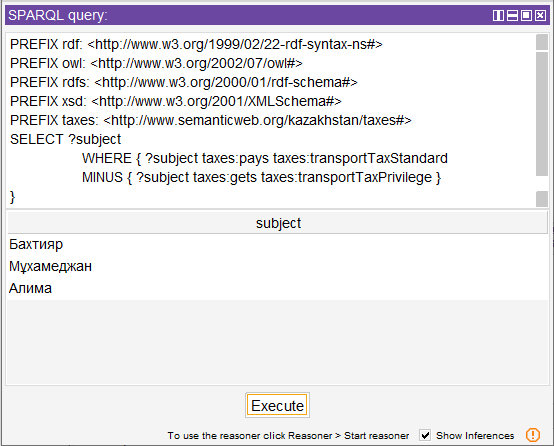 SPARQL query:
PREFIX rdf: <http://www.w3.org/1999/02/22-rdf-syntax-ns#>
PREFIX owl: <http://www.w3.org/2002/07/owl#>
PREFIX rdfs: <http://www.w3.org/2000/01/rdf-schema#>
PREFIX xsd: <http://www.w3.org/2001/XMLSchema#>
PREFIX taxes: <http://www.semanticweb.org/kazakhstan/taxes#>
SELECT ?subject
WHERE { ?subject taxes:pays taxes:transportTaxStandard
MINUS { ?subject taxes:gets taxes:transportTaxPrivilege }
}
subject
Бахтияр
Мұхамеджан
Алима
Execute
To use the reasoner click Reasoner > Start reasoner Show Inferences